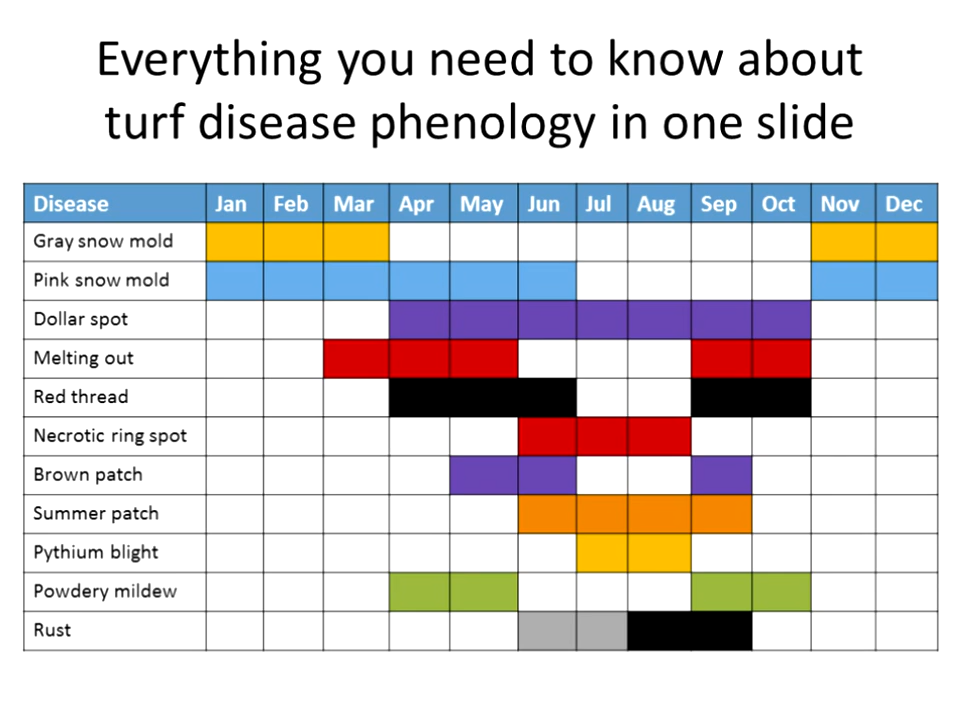 Everything you need to know about
turf disease phenology in one slide
Disease Jan Feb Mar Apr May Jun Jul Aug Sep Oct Nov Dec
Gray snow mold
Pink snow mold
Dollar spot
Melting out
Red thread
Necrotic ring spot
Brown patch
Summer patch
Pythium blight
Powdery mildew
Rust